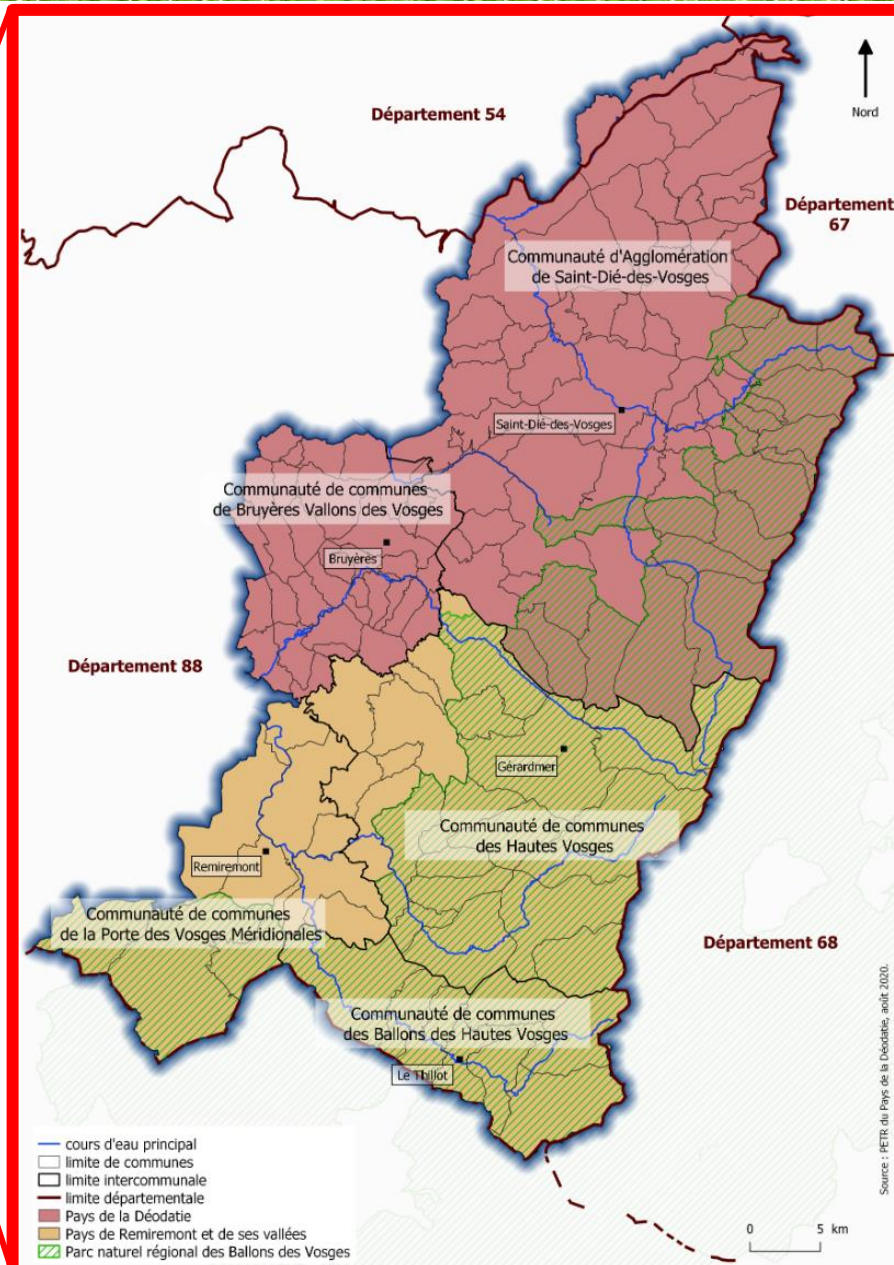 Département 54
Nord
Département
67
Communauté d'Agglomération
de Saint-Dié-des-Vosges
Saint-Dié-des-Vosges
Communauté de communes
de Bruyères Vallons des Vosges
Bruyères
Département 88
Gérardmer
Communauté de communes
des Hautes Vosges
Remiremont
Communauté de communes
de la Porte des Vosges Méridionales
Département 68
Communauté de communes
des Ballons des Hautes Vosges
Le Thillot
cours d'eau principal
limite de communes
limite intercommunale
limite départementale
Pays de la Déodatie
Pays de Remiremont et de ses vallées
Parc naturel régional des Ballons des Vosges
0 5 km
Source : PETR du Pays de la Déodatie, août 2020.